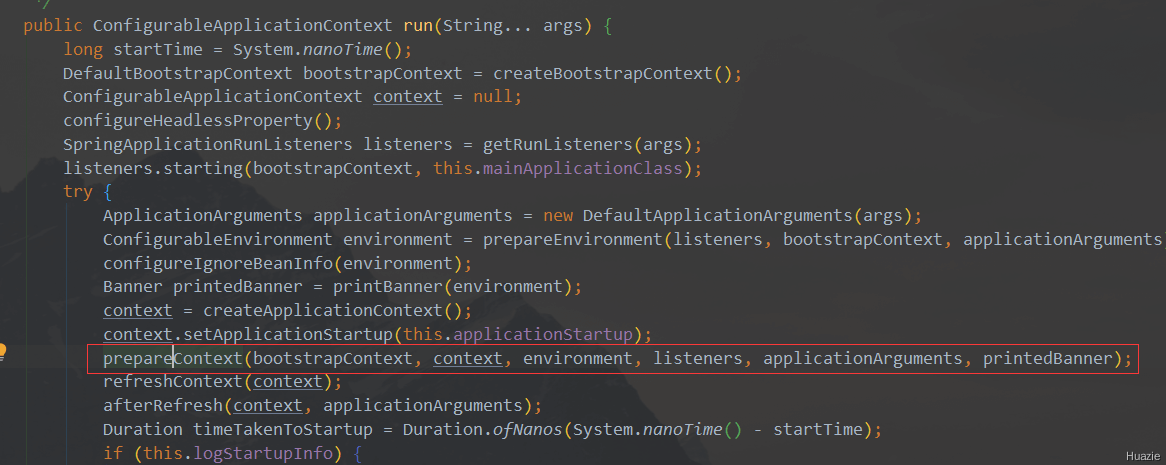 */
public ConfigurableApplicationContext run(String... args) {
long startTime = System.nanoTime();
DefaultBootstrapContext bootstrapContext = createBootstrapContext();
ConfigurableApplicationContext context = null;
configureHeadlessProperty();
SpringApplicationRunListeners listeners = getRunListeners(args);
listeners.starting(bootstrapContext, this.mainApplicationClass);
try {
ApplicationArguments applicationArguments = new DefaultApplicationArguments(args);
ConfigurableEnvironment environment = prepareEnvironment(listeners, bootstrapContext, applicationArguments)
configureIgnoreBeanInfo(environment);
Banner printedBanner = printBanner(environment);
context = createApplicationContext();
context.setApplicationStartup(this.applicationStartup);
prepareContext(bootstrapContext, context, environment, listeners, applicationArguments, printedBanner);
refreshContext(context);
afterRefresh(context, applicationArguments);
Duration timeTakenToStartup = Duration.ofNanos(System.nanoTime() - startTime);
if (this.logStartupInfo) {
Huazie